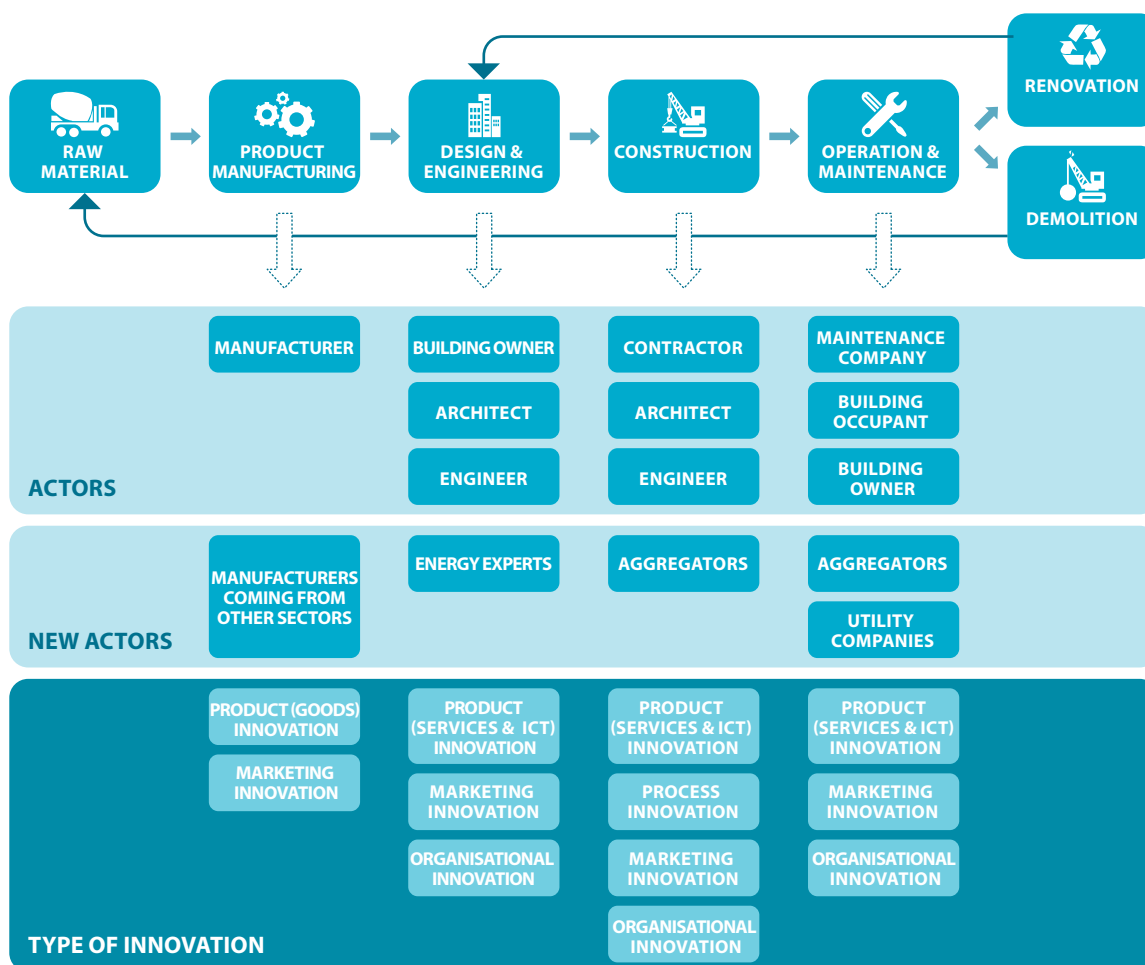 RENOVATION
RAW
MATERIAL
PRODUCT
MANUFACTURING
DESIGN &
ENGINEERING
CONSTRUCTION
OPERATION &
MAINTENANCE
DEMOLITION
MANUFACTURER
BUILDING OWNER
CONTRACTOR
MAINTENANCE
COMPANY
ARCHITECT
ARCHITECT
BUILDING
OCCUPANT
ENGINEER
ENGINEER
BUILDING
OWNER
ACTORS
MANUFACTURERS
COMING FROM
OTHER SECTORS
ENERGY EXPERTS
AGGREGATORS
AGGREGATORS
UTILITY
COMPANIES
NEW ACTORS
PRODUCT (GOODS)
INNOVATION
PRODUCT
(SERVICES & ICT)
INNOVATION
PRODUCT
(SERVICES & ICT)
INNOVATION
PRODUCT
(SERVICES & ICT)
INNOVATION
MARKETING
INNOVATION
MARKETING
INNOVATION
PROCESS
INNOVATION
MARKETING
INNOVATION
ORGANISATIONAL
INNOVATION
MARKETING
INNOVATION
ORGANISATIONAL
INNOVATION
ORGANISATIONAL
INNOVATION
TYPE OF INNOVATION